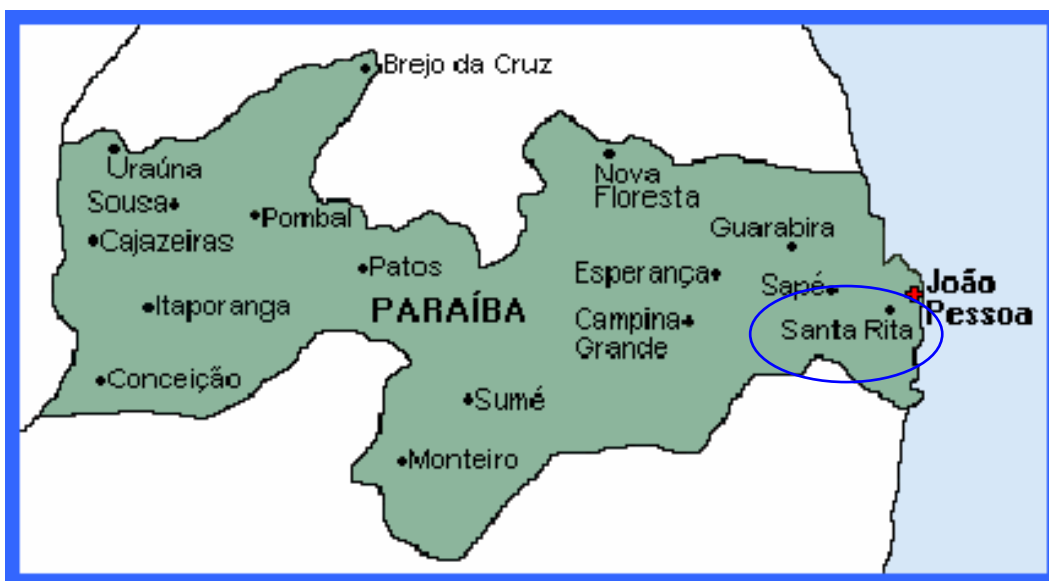 Brejo da Cruz
Uraúna
Nova
Floresta
Sousa
Pombal
Guarabira
Cajazeiras
Patos
Esperança
Sapé
João
Pessoa
Itaporanga
PARAÍBA
Campina
Grande
Santa Rita
Conceição
Sumé
Monteiro